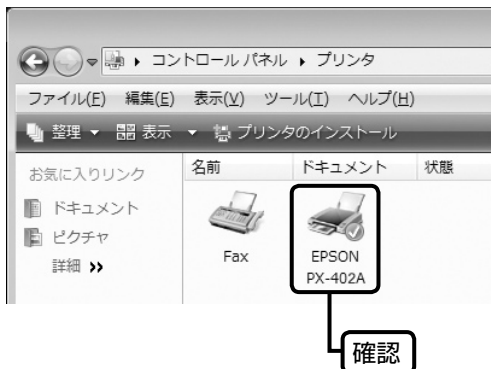 コントロール パネル ▸ プリンタ
ファイル(F) 編集(E) 表示(V) ツール(T) ヘルプ(H)
整理 ▼ 表示 ▼ プリンタのインストール
お気に入りリンク
名前 ドキュメント 状態
ドキュメント
ピクチャ
詳細 »
Fax
EPSON
PX-402A
確認